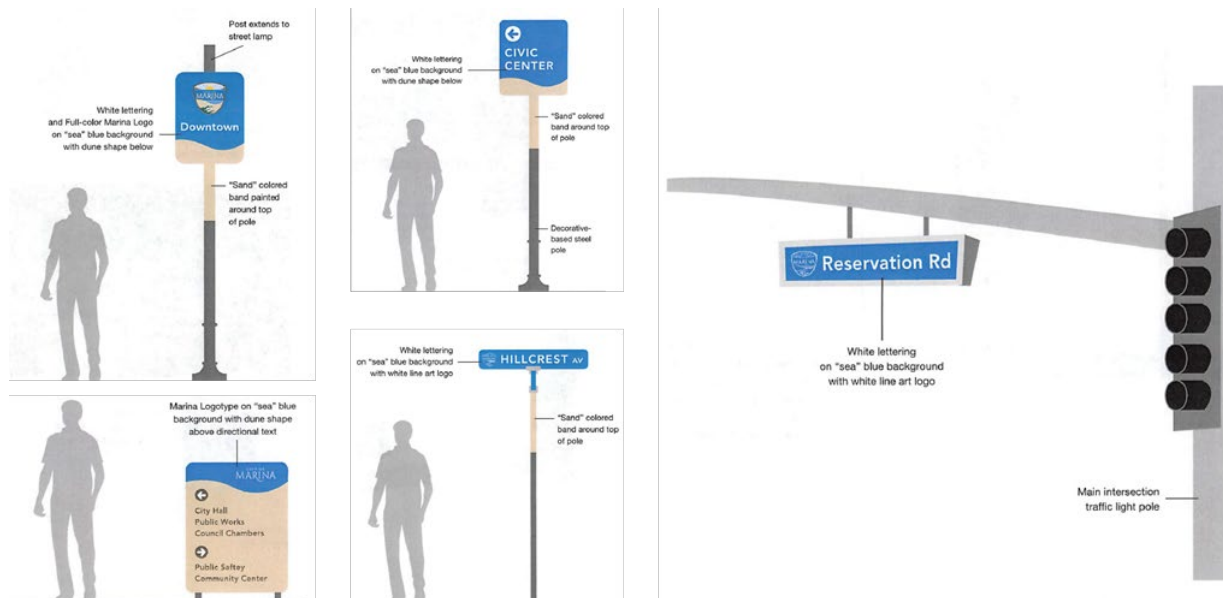 Post extends to
street lamp
MARINA
Downtown
White lettering
and Full-color Marina Logo
on “sea” blue background
with dune shape below
“Sand” colored
band painted
around top
of pole
CIVIC
CENTER
White lettering
on “sea” blue background
with dune shape below
“Sand” colored
band around top
of pole
Decorative-
based steel
pole
Marina Logotype on “sea” blue
background with dune shape
above directional text
CITY OF
MARINA
City Hall
Public Works
Council Chambers
Public Saftey
Community Center
White lettering
on “sea” blue background
with white line art logo
HILLCREST AV
“Sand” colored
band around top
of pole
MARINA
Reservation Rd
White lettering
on “sea” blue background
with white line art logo
Main intersection
traffic light pole